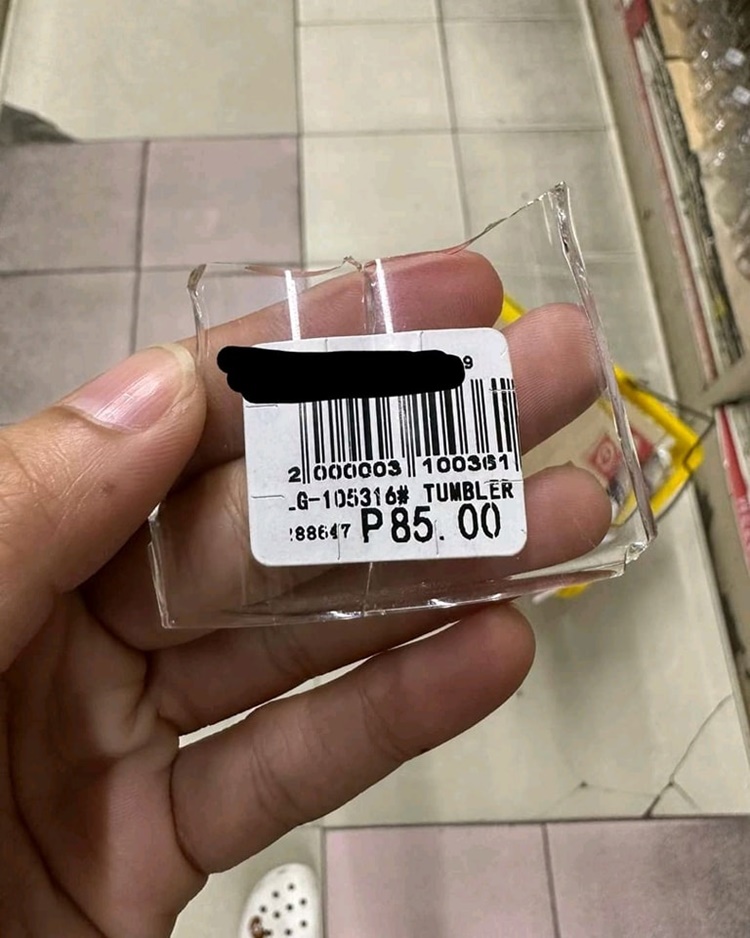 9
2 000003 100361
G-105316# TUMBLER
88647 P85.00